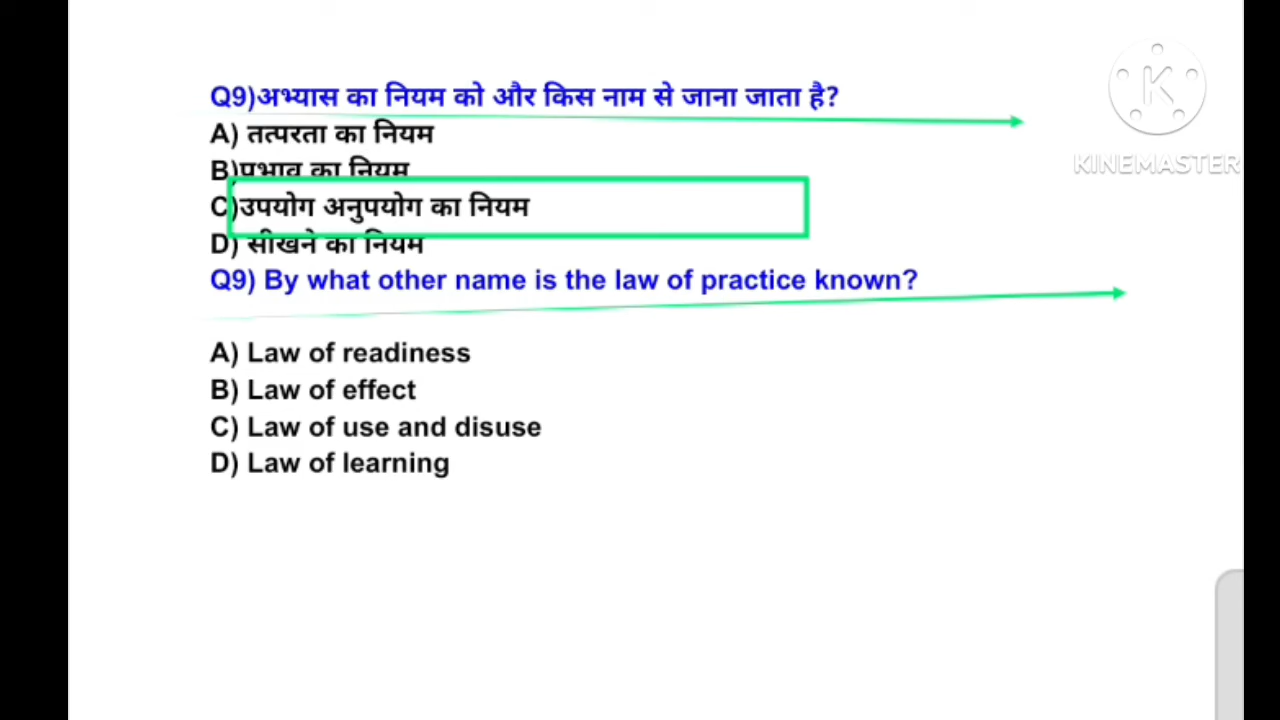 Q9)अभ्यास का नियम को और किस नाम से जाना जाता है?
A) तत्परता का नियम
B)प्रभाव का नियम
C)उपयोग अनुपयोग का नियम
D) सीखने का नियम
Q9) By what other name is the law of practice known?
A) Law of readiness
B) Law of effect
C) Law of use and disuse
D) Law of learning
K
KINEMASTER